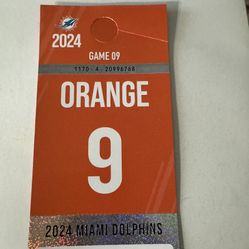 2024
GAME 09
1170 - 4 - 20996768
ORANGE
9
2024 MIAMI DOLPHINS